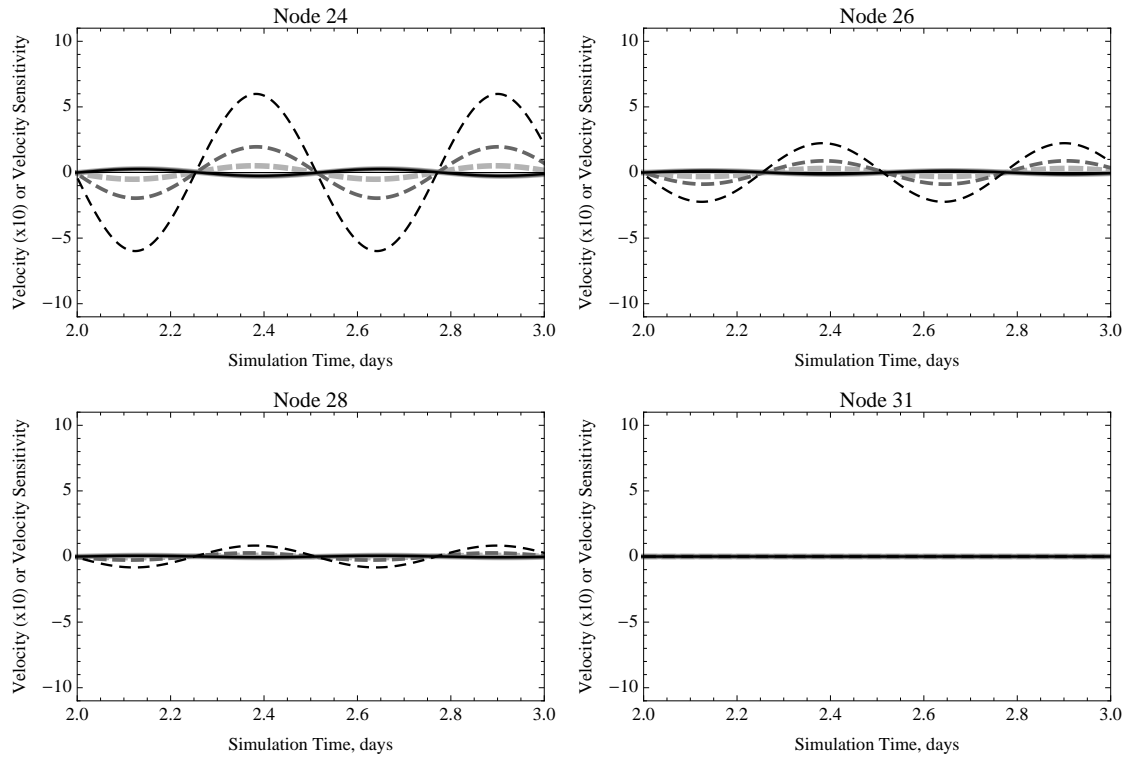 Node 24
Velocity (x10) or Velocity Sensitivity
10
5
0
−5
−10
2.0 2.2 2.4 2.6 2.8 3.0
Simulation Time, days
Node 26
Velocity (x10) or Velocity Sensitivity
10
5
0
−5
−10
2.0 2.2 2.4 2.6 2.8 3.0
Simulation Time, days
Node 28
Velocity (x10) or Velocity Sensitivity
10
5
0
−5
−10
2.0 2.2 2.4 2.6 2.8 3.0
Simulation Time, days
Node 31
Velocity (x10) or Velocity Sensitivity
10
5
0
−5
−10
2.0 2.2 2.4 2.6 2.8 3.0
Simulation Time, days